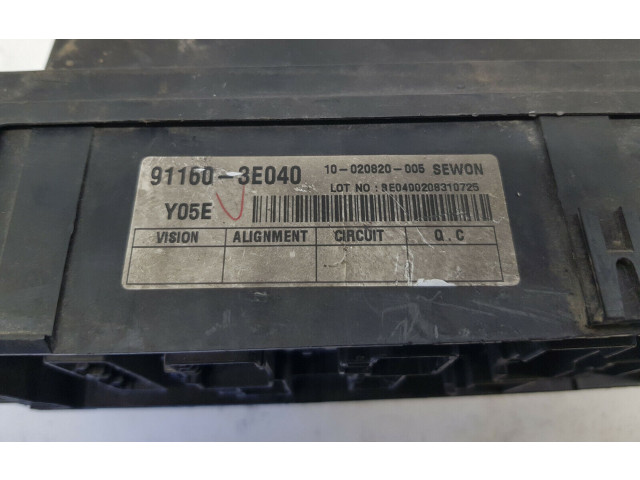 91160-3E040
10-020820-005 SEWON
LOT NO : 3E0400208310725
Y05E
VISION ALIGNMENT CIRCUIT Q.C